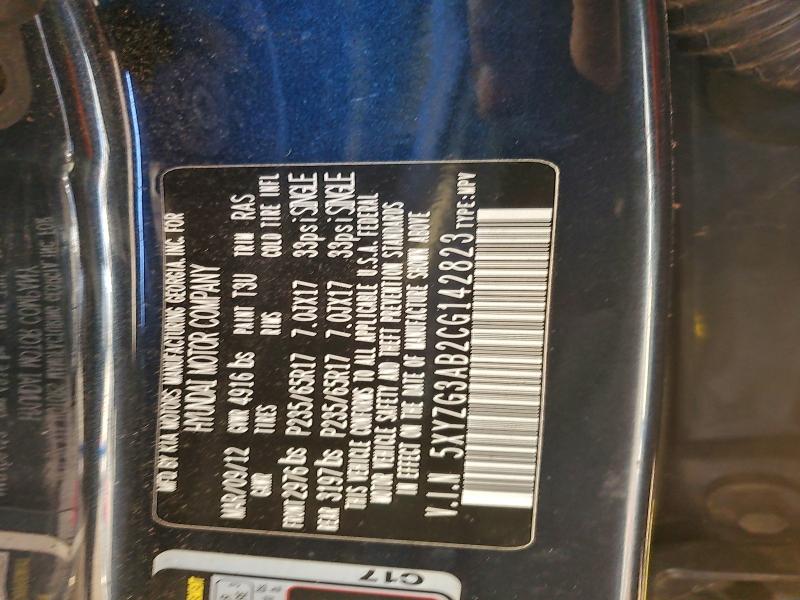 MFD BY KIA MOTORS MANUFACTURING GEORGIA, INC FOR
HYUNDAI MOTOR COMPANY
MAR/09/12 GVWR 4916 lbs PAINT T3U TRIM RAS
GAWR TIRES RIMS COLD TIRE INFL
FRONT 2976 lbs P235/65R17 7.0JX17 33psi SINGLE
REAR 3197 lbs P235/65R17 7.0JX17 33psi SINGLE
THIS VEHICLE CONFORMS TO ALL APPLICABLE U.S.A. FEDERAL
MOTOR VEHICLE SAFETY AND THEFT PREVENTION STANDARDS
IN EFFECT ON THE DATE OF MANUFACTURE SHOWN ABOVE
V.I.N 5XYZG3AB2CG142823 TYPE:MPV
C17